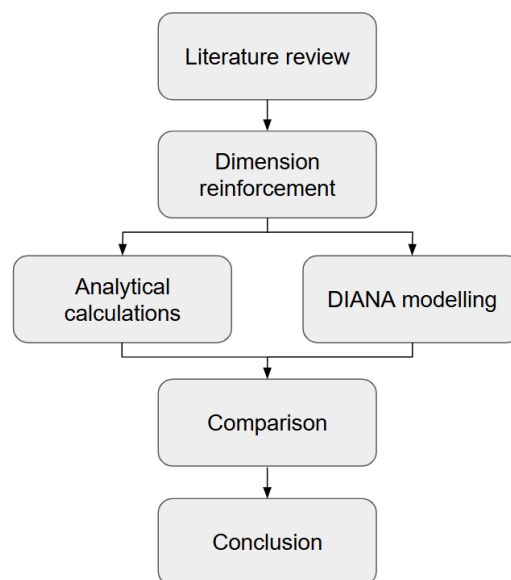 Literature review
Dimension
reinforcement
Analytical
calculations
DIANA modelling
Comparison
Conclusion